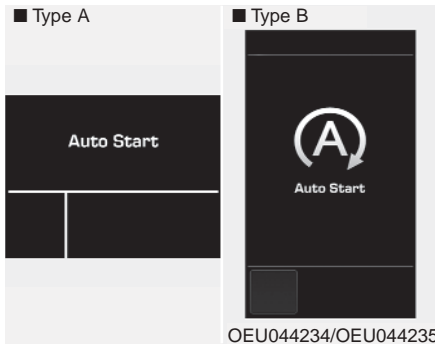 ■ Type A
■ Type B
Auto Start
A
Auto Start
OEU044234/OEU044235